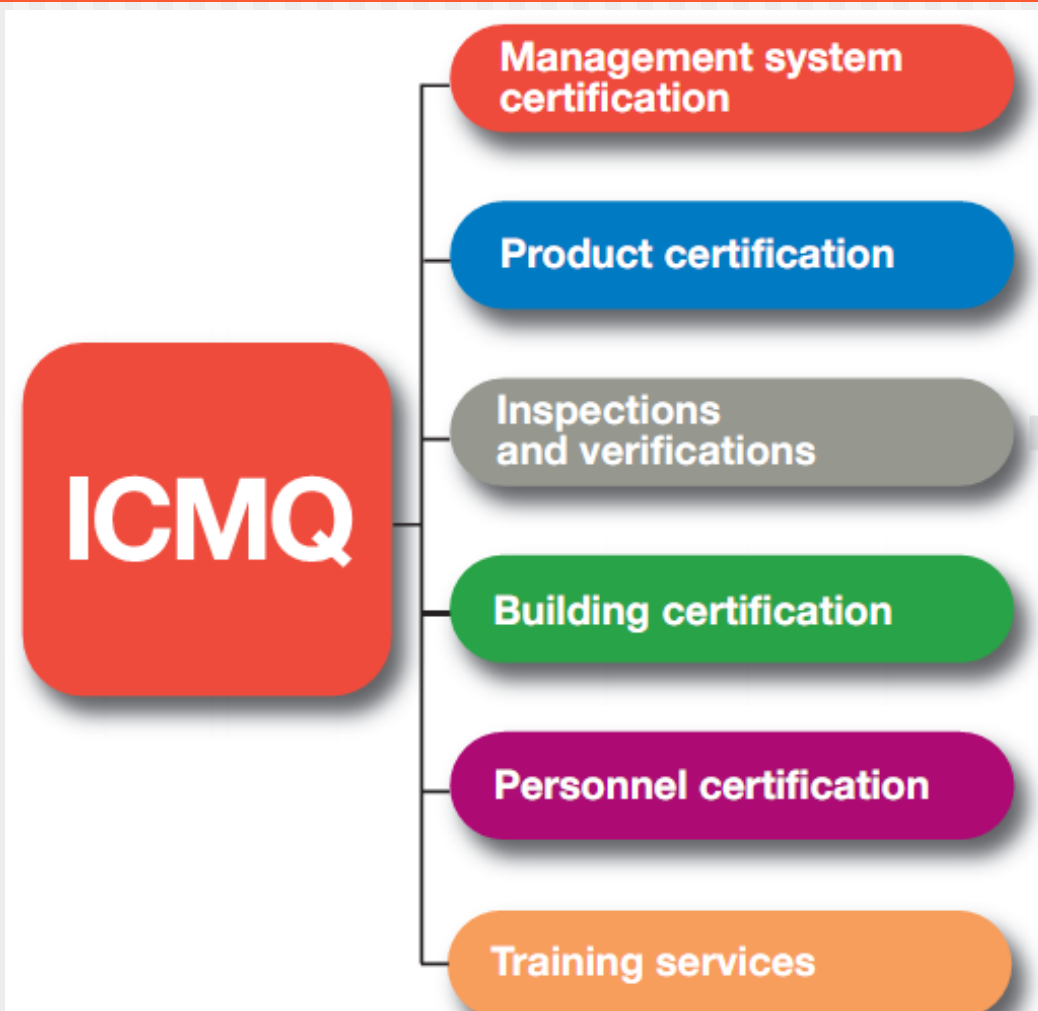 Management system
certification
Product certification
Inspections
and verifications
ICMQ
Building certification
Personnel certification
Training services